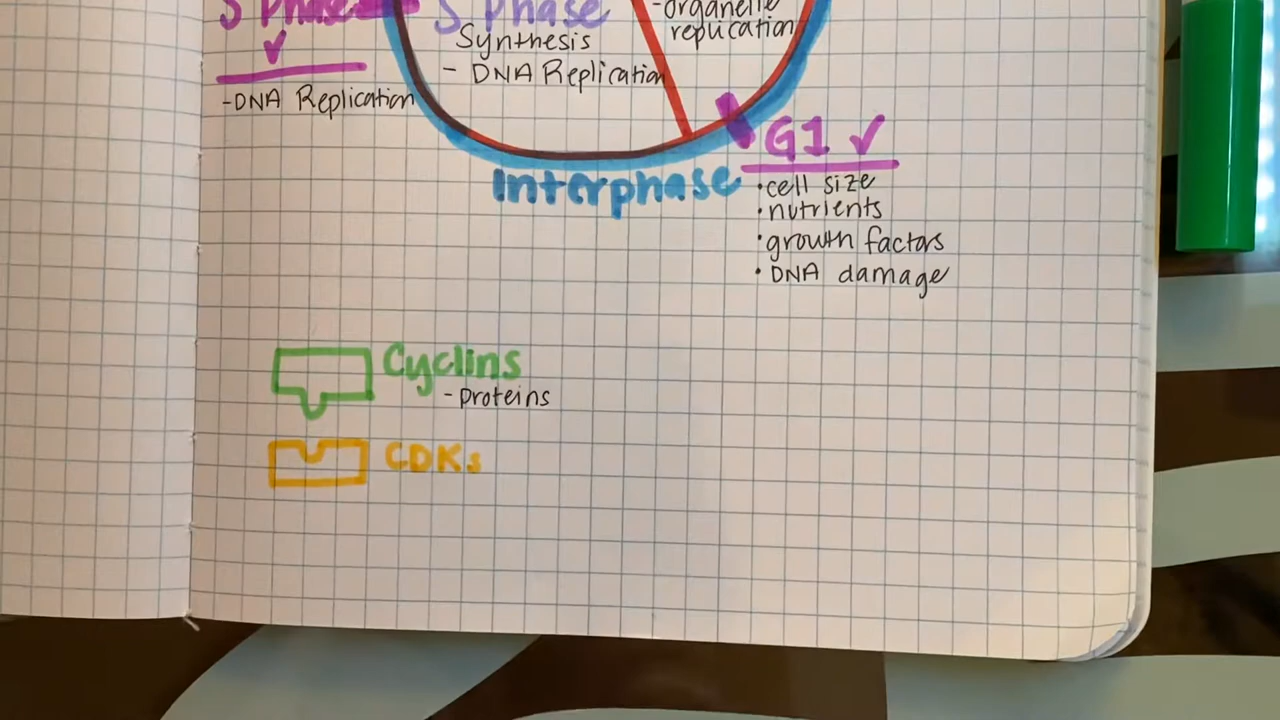 S Phase
- DNA Replication
S Phase
Synthesis
- DNA Replication
-organelle
replication
Interphase
G1 ✓
•cell size
•nutrients
•growth factors
•DNA damage
Cyclins
-proteins
CDKs